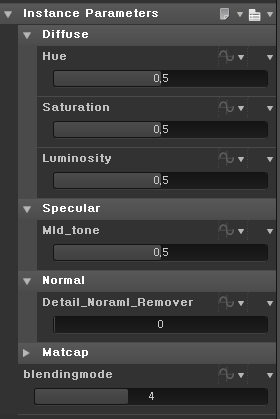 Instance Parameters
Diffuse
Hue
0,5
Saturation
0,5
Luminosity
0,5
Specular
MId_tone
0,5
Normal
Detail_Noraml_Remover
0
Matcap
blendingmode
4